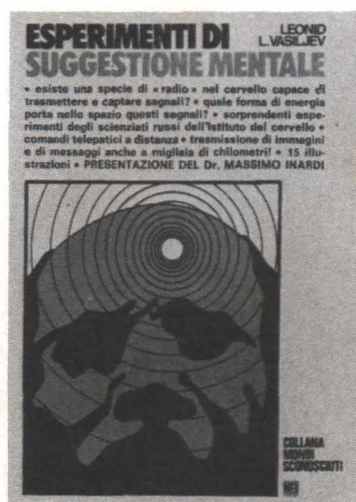 ESPERIMENTI DI
SUGGESTIONE MENTALE
LEONID
L.VASILJEV
• esiste una specie di «radio» nel cervello capace di
trasmettere e captare segnali? • quale forma di energia
porta nello spazio questi segnali? • sorprendenti espe-
rimenti degli scienziati russi dell'Istituto del cervello •
comandi telepatici a distanza • trasmissione di immagini
e di messaggi anche a migliaia di chilometri! • 15 illu-
strazioni • PRESENTAZIONE DEL Dr. MASSIMO INARDI
COLLANA
MONDI
SCONOSCIUTI